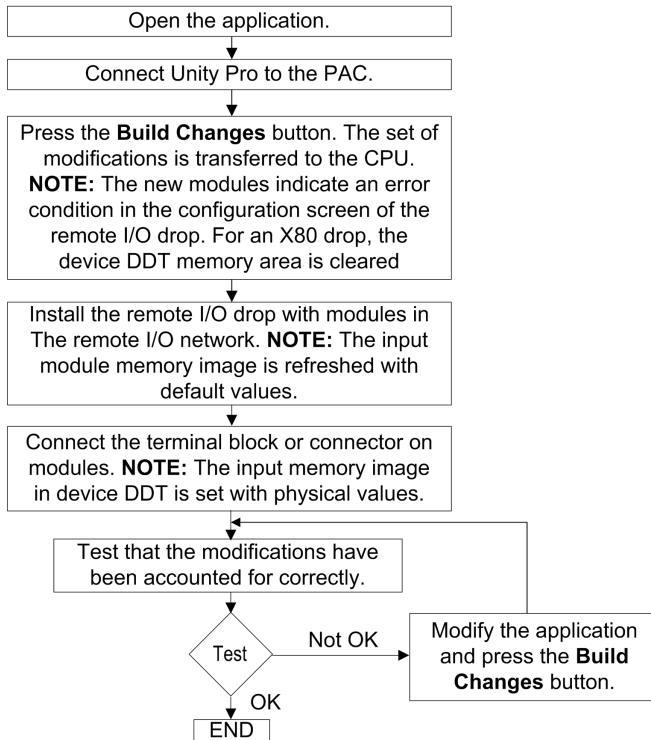 Open the application.
Connect Unity Pro to the PAC.
Press the Build Changes button. The set of
modifications is transferred to the CPU.
NOTE: The new modules indicate an error
condition in the configuration screen of the
remote I/O drop. For an X80 drop, the
device DDT memory area is cleared
Install the remote I/O drop with modules in
The remote I/O network. NOTE: The input
module memory image is refreshed with
default values.
Connect the terminal block or connector on
modules. NOTE: The input memory image
in device DDT is set with physical values.
Test that the modifications have
been accounted for correctly.
Test
Not OK
Modify the application
and press the Build
Changes button.
OK
END